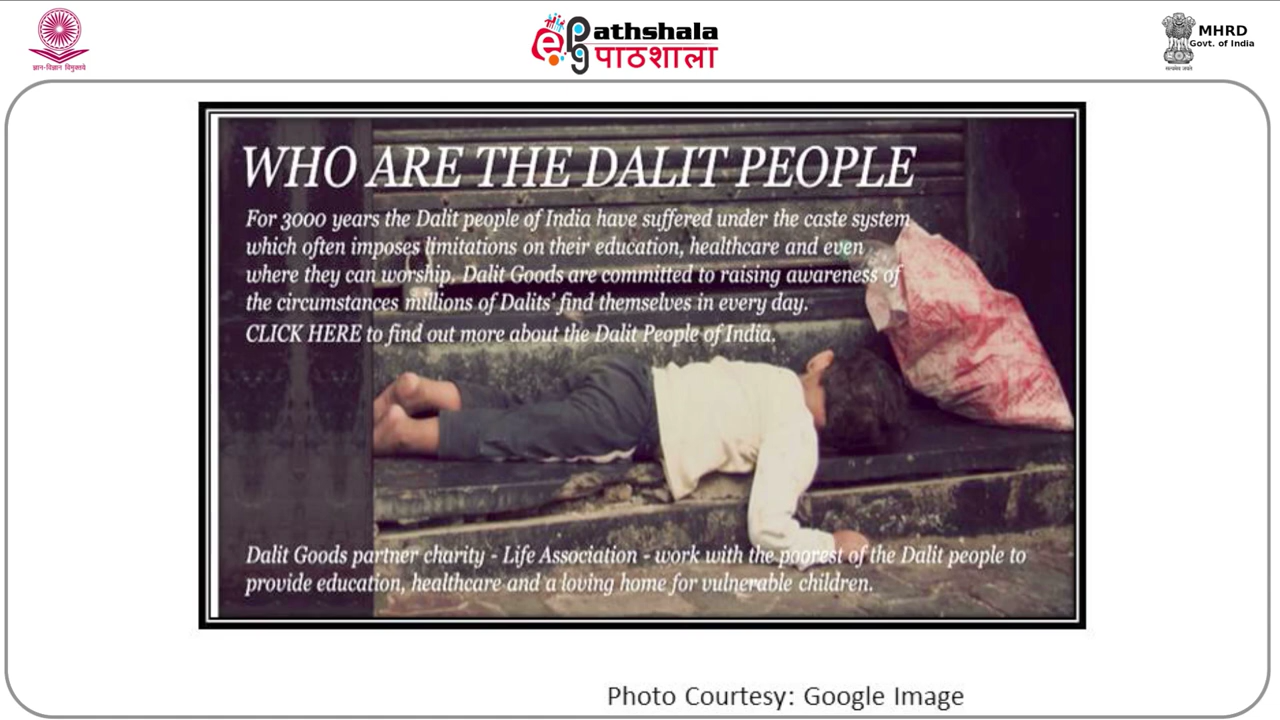 ज्ञान-विज्ञान विमुक्तये
ePathshala
पाठशाला
MHRD
Govt. of India
सत्यमेव जयते
WHO ARE THE DALIT PEOPLE
For 3000 years the Dalit people of India have suffered under the caste system
which often imposes limitations on their education, healthcare and even
where they can worship. Dalit Goods are committed to raising awareness of
the circumstances millions of Dalits' find themselves in every day.
CLICK HERE to find out more about the Dalit People of India.
Dalit Goods partner charity - Life Association - work with the poorest of the Dalit people to
provide education, healthcare and a loving home for vulnerable children.
Photo Courtesy: Google Image